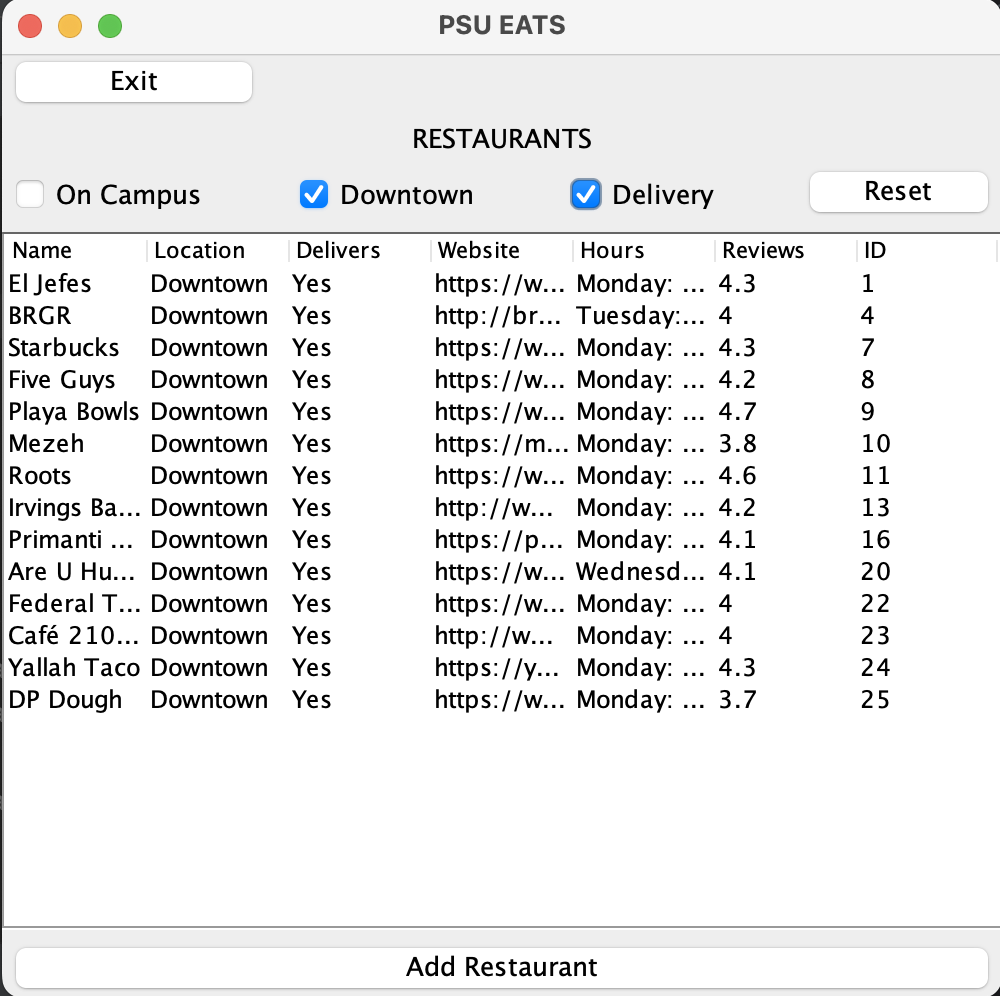 PSU EATS
Exit
RESTAURANTS
On Campus Downtown Delivery Reset
Name Location Delivers Website Hours Reviews ID
El Jefes Downtown Yes https://w... Monday: ... 4.3 1
BRGR Downtown Yes http://br... Tuesday:... 4 4
Starbucks Downtown Yes https://w... Monday: ... 4.3 7
Five Guys Downtown Yes https://w... Monday: ... 4.2 8
Playa Bowls Downtown Yes https://w... Monday: ... 4.7 9
Mezeh Downtown Yes https://m... Monday: ... 3.8 10
Roots Downtown Yes https://w... Monday: ... 4.6 11
Irvings Ba... Downtown Yes http://w... Monday: ... 4.2 13
Primanti ... Downtown Yes https://p... Monday: ... 4.1 16
Are U Hu... Downtown Yes https://w... Wednesd... 4.1 20
Federal T... Downtown Yes https://w... Monday: ... 4 22
Café 210... Downtown Yes http://w... Monday: ... 4 23
Yallah Taco Downtown Yes https://y... Monday: ... 4.3 24
DP Dough Downtown Yes https://w... Monday: ... 3.7 25
Add Restaurant